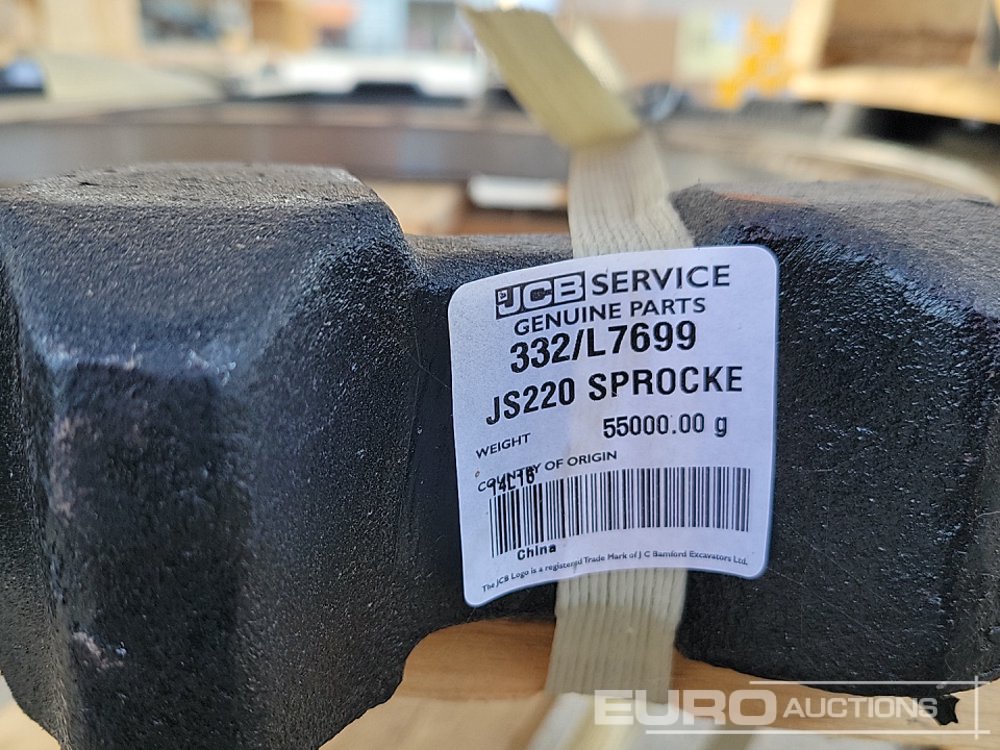 JCB SERVICE
GENUINE PARTS
332/L7699
JS220 SPROCKE
WEIGHT 55000.00 g
COUNTRY OF ORIGIN
14L16
China
The JCB Logo is a registered Trade Mark of J C Bamford Excavators Ltd.
EURO AUCTIONS